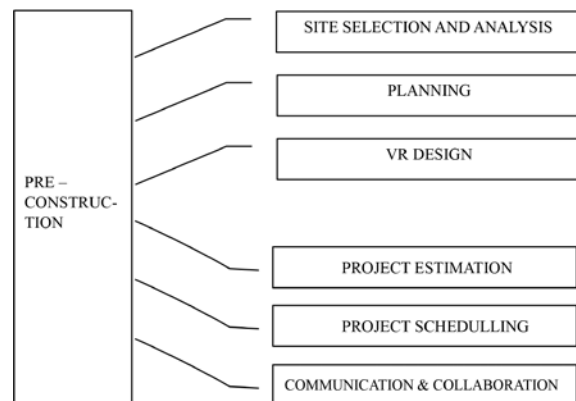 SITE SELECTION AND ANALYSIS
PLANNING
VR DESIGN
PRE –
CONSTRUC-
TION
PROJECT ESTIMATION
PROJECT SCHEDULLING
COMMUNICATION & COLLABORATION